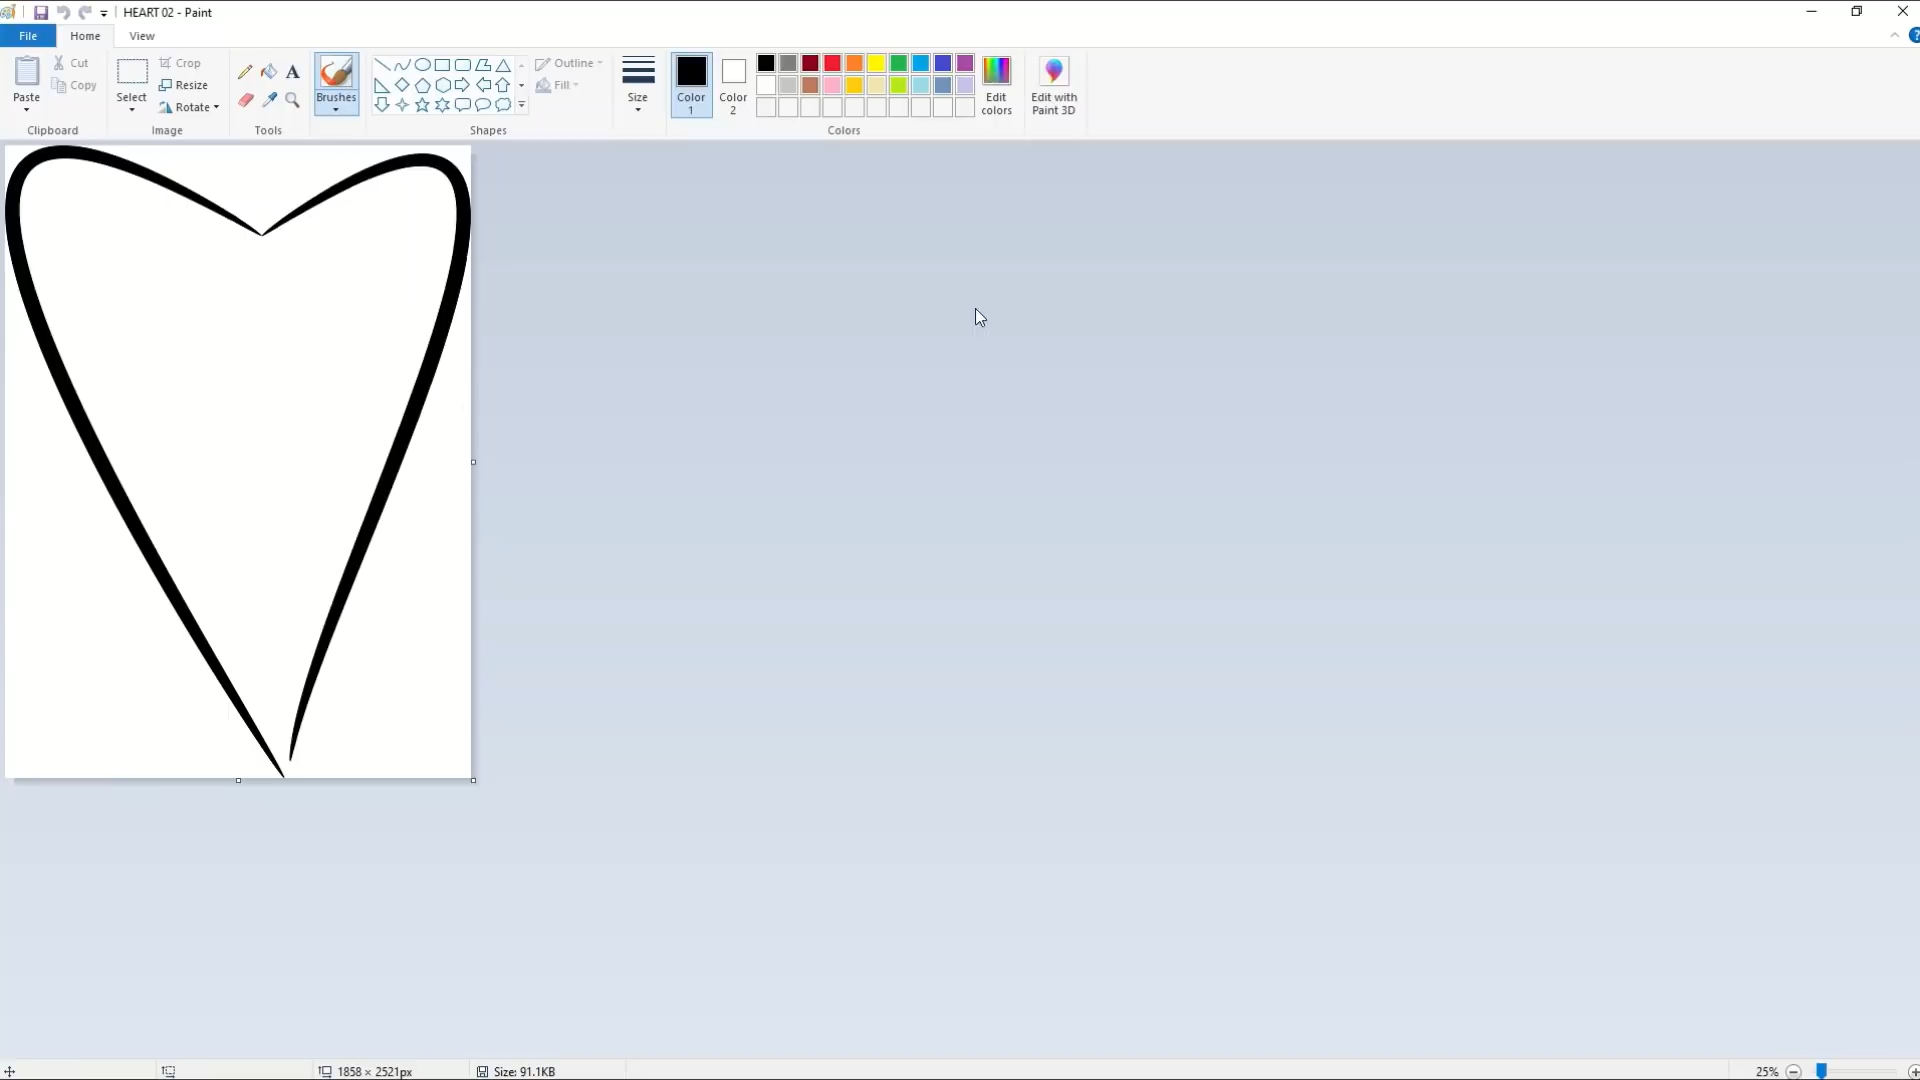 HEART 02 - Paint
File Home View
Paste
Cut
Copy
Clipboard
Select
Crop
Resize
Rotate
Image
A
Tools
Brushes
Shapes
Outline
Fill
Size
Color 1
Color 2
Edit colors
Colors
Edit with Paint 3D
?
1858 × 2521px
Size: 91.1KB
25%